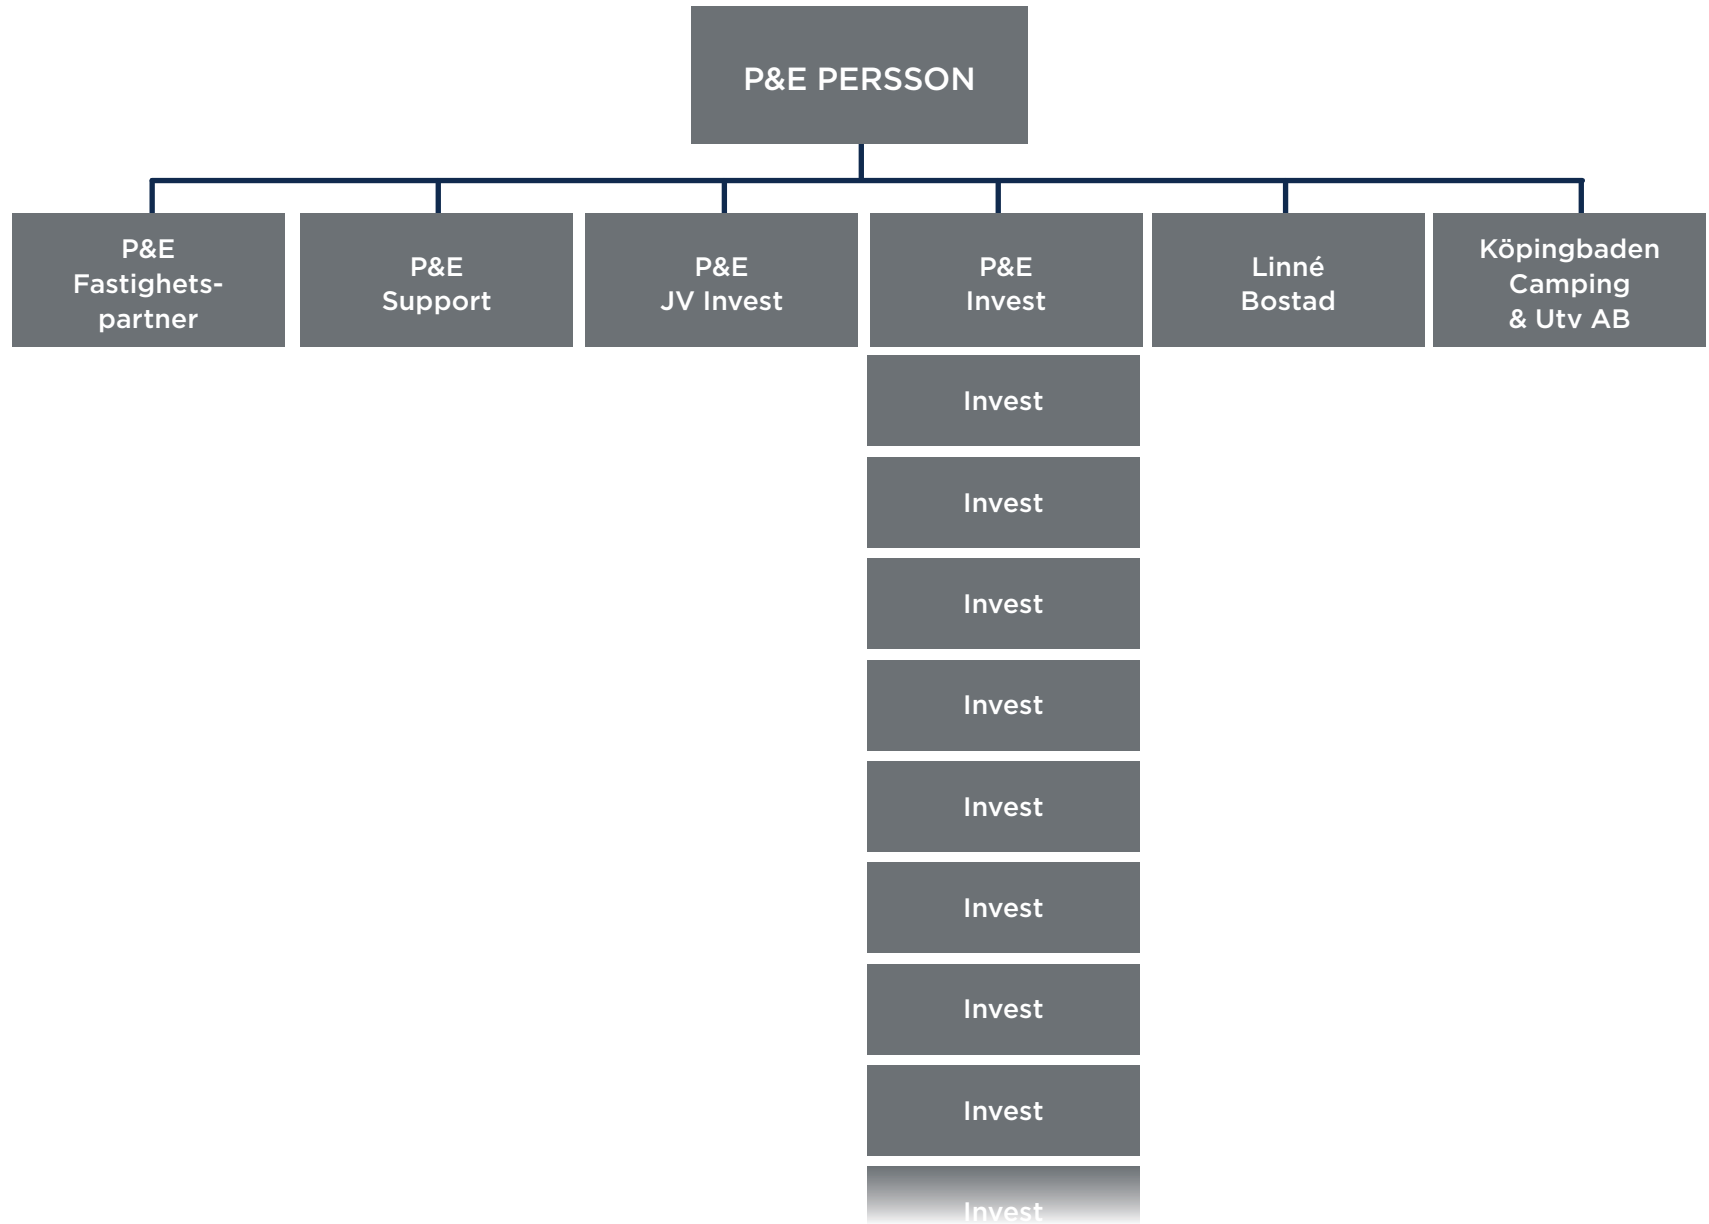 P&E PERSSON
P&E
Fastighets-
partner
P&E
Support
P&E
JV Invest
P&E
Invest
Linné
Bostad
Köpingbaden
Camping
& Utv AB
Invest
Invest
Invest
Invest
Invest
Invest
Invest
Invest
Invest